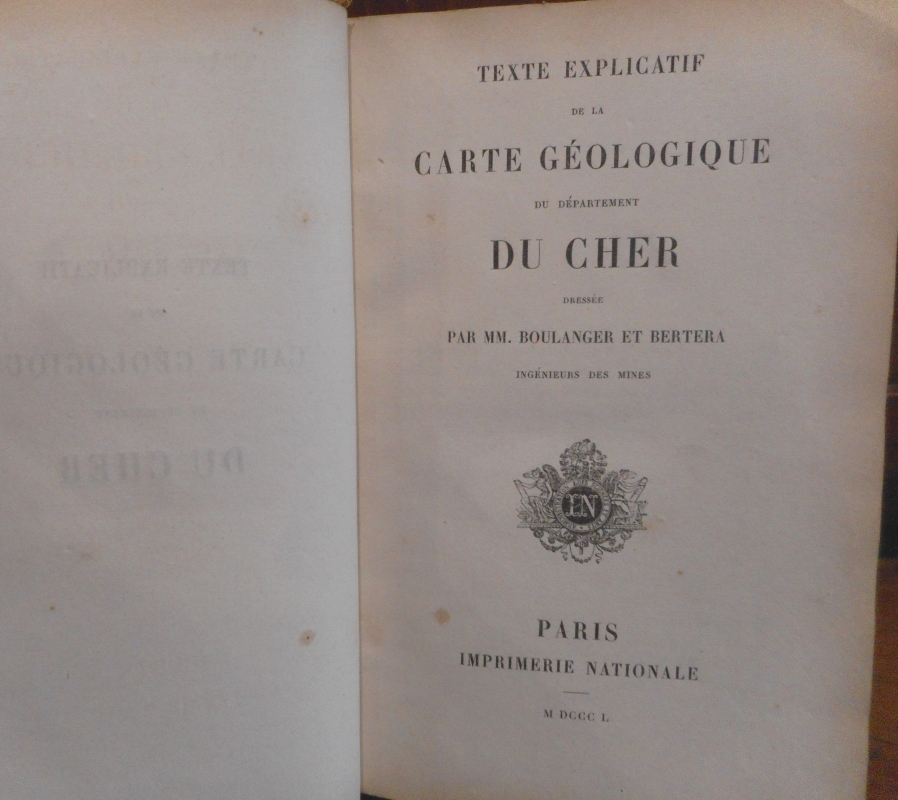 TEXTE EXPLICATIF
DE LA
CARTE GÉOLOGIQUE
DU DÉPARTEMENT
DU CHER
DRESSÉE
PAR MM. BOULANGER ET BERTERA
INGÉNIEURS DES MINES
IN
PARIS
IMPRIMERIE NATIONALE
M DCCC L